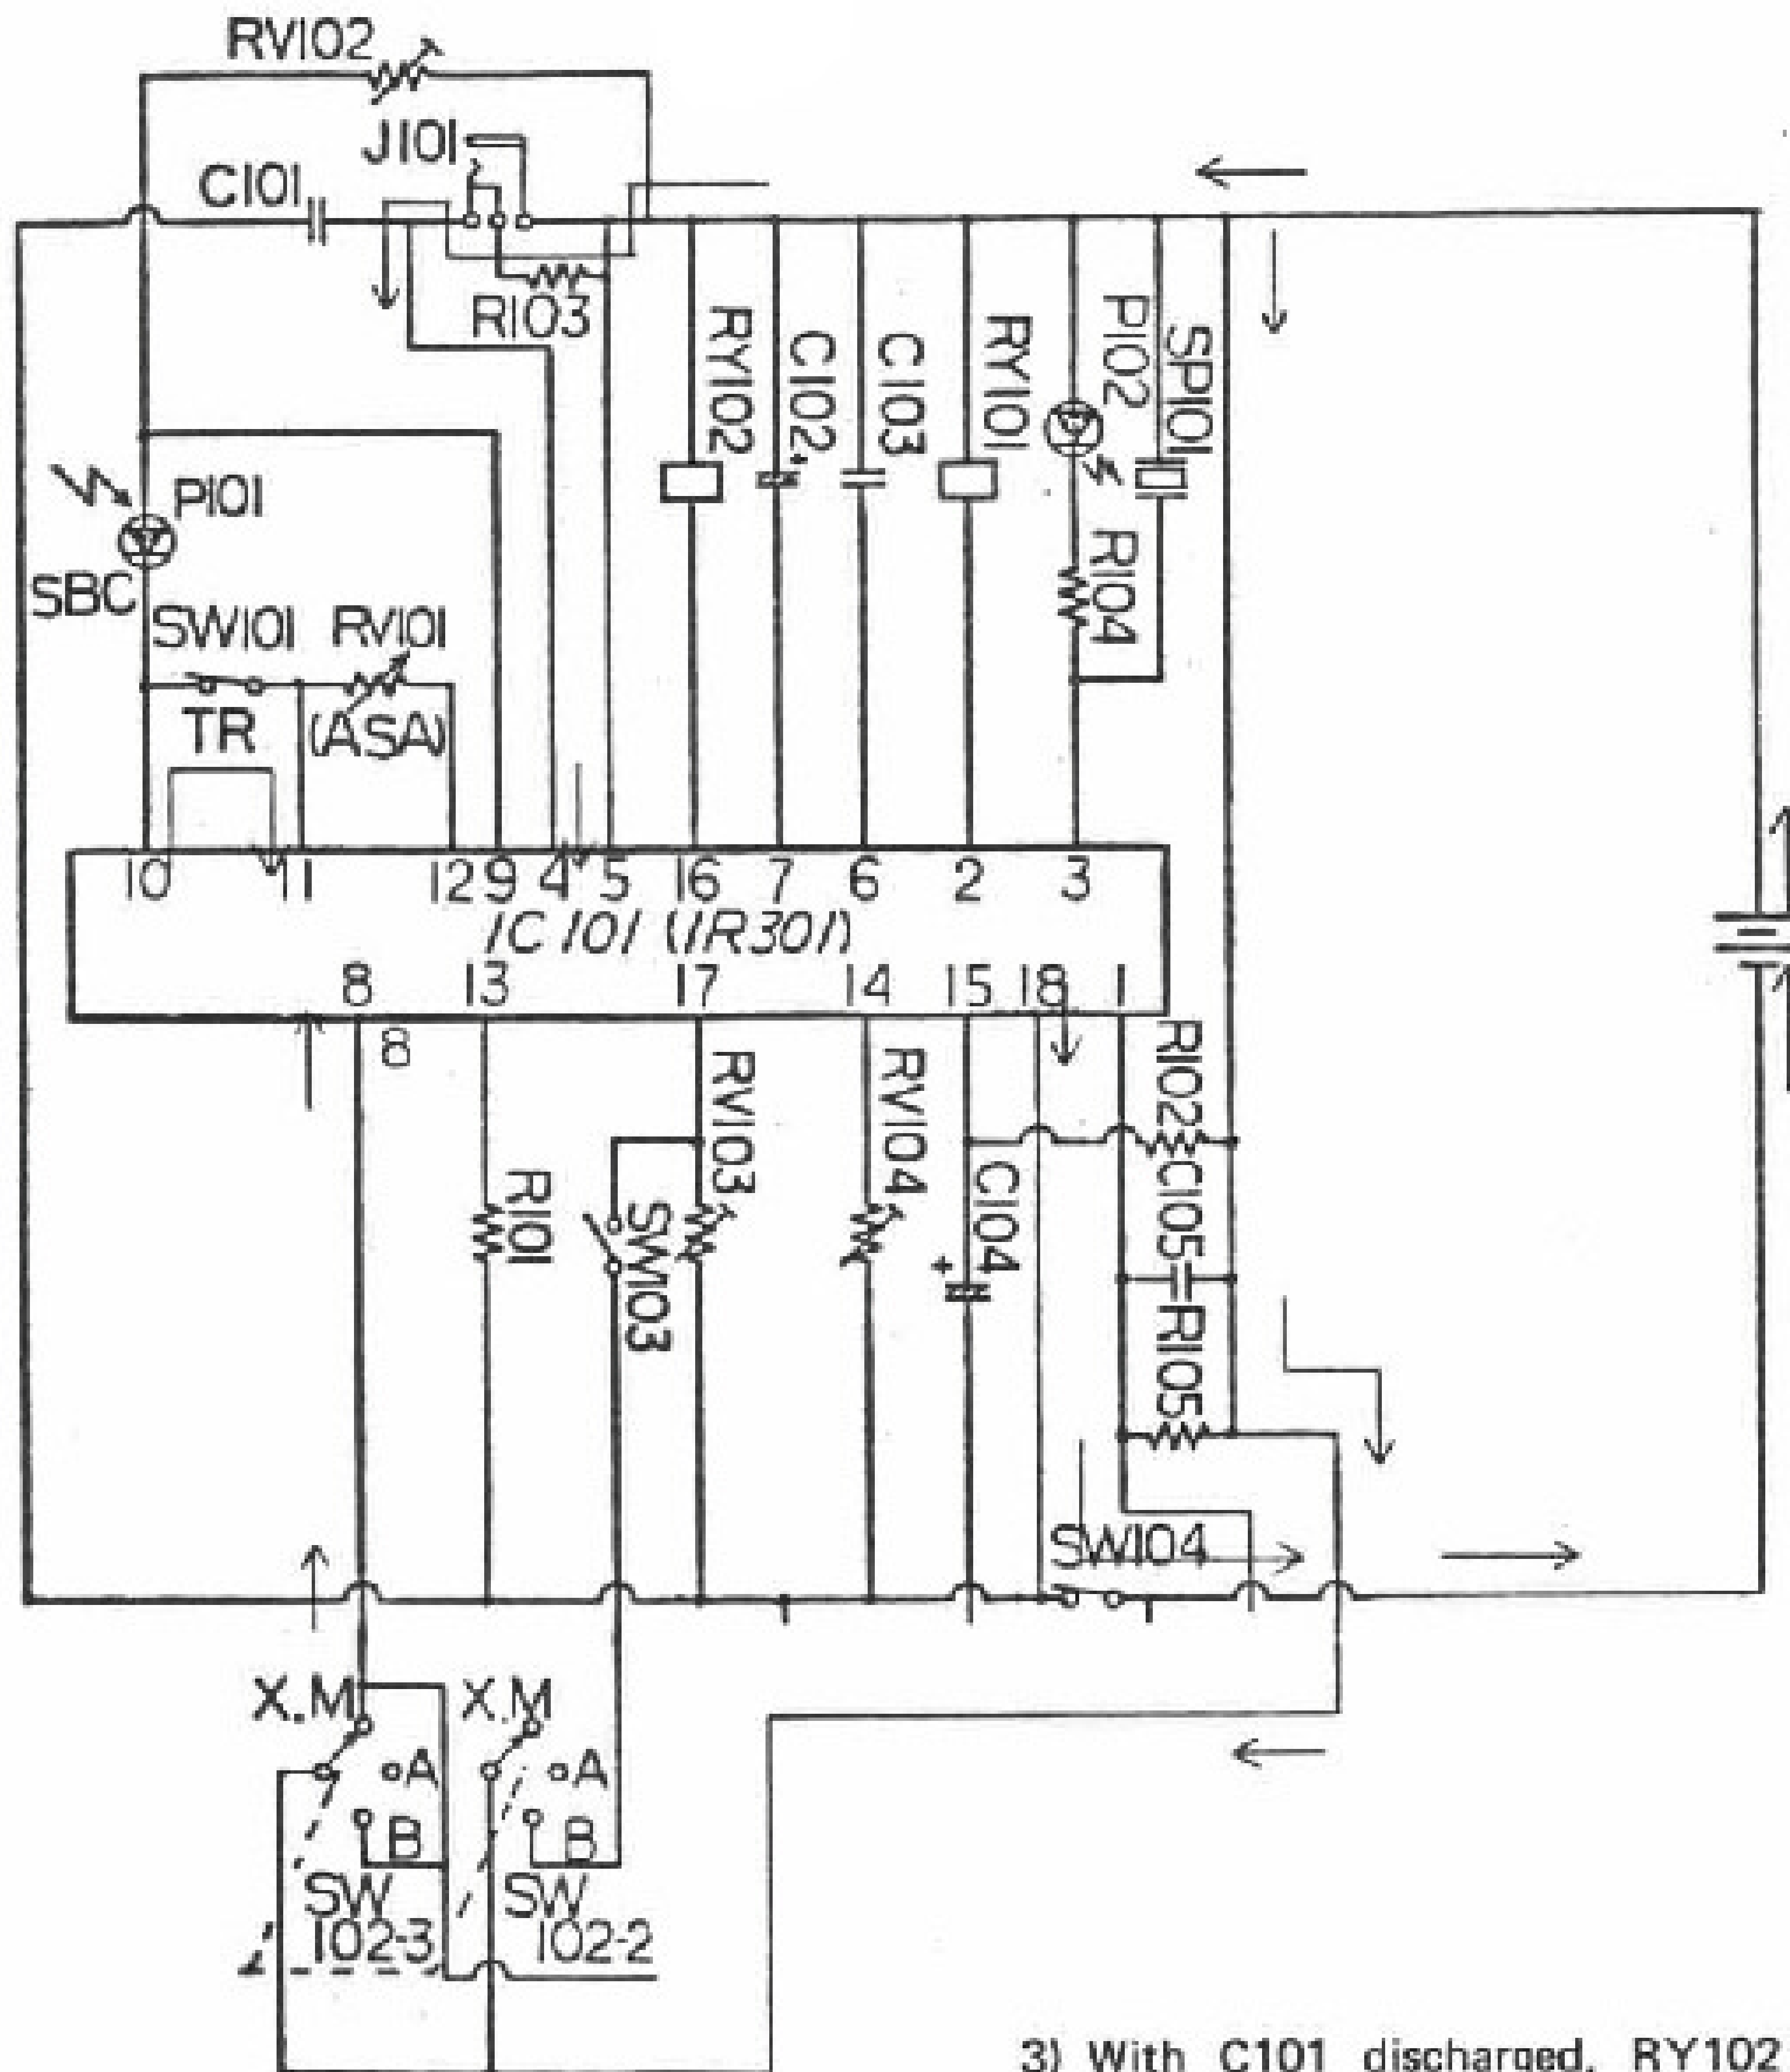 RV102
J101
C101
R103
RY102
C102
+
C103
RY101
P102
SP101
R104
P101
SBC
SW101 RV101
TR (ASA)
10 11 12 9 4 5 16 7 6 2 3
IC101 (IR301)
8 13 17 14 15 18 1
8
R101
SW103
RV103
RV104
C104
+
R102
C105
R105
SW104
X.M X.M
A A
B B
SW SW
102-3 102-2
3) With C101 discharged, RY102